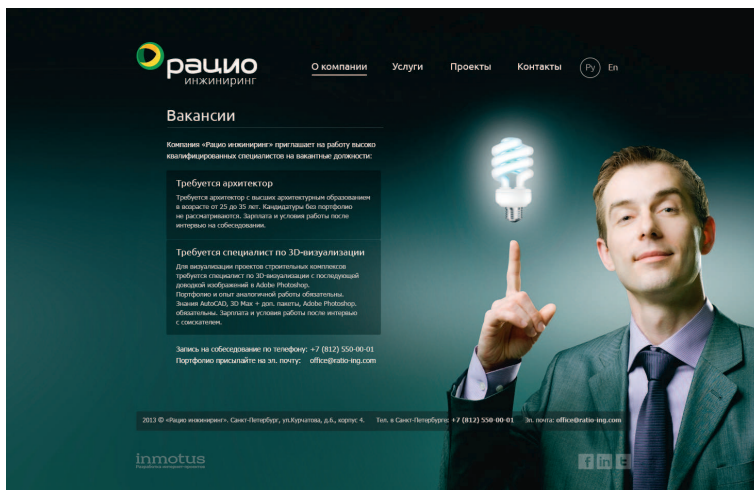 рацио
инжиниринг
О компании Услуги Проекты Контакты Ру En
Вакансии
Компания «Рацио инжиниринг» приглашает на работу высоко
квалифицированных специалистов на вакантные должности:
Требуется архитектор
Требуется архитектор с высших архитектурным образованием
в возрасте от 25 до 35 лет. Кандидатуры без портфолио
не рассматриваются. Зарплата и условия работы после
интервью на собеседовании.
Требуется специалист по 3D-визуализации
Для визуализации проектов строительных комплексов
требуется специалист по 3D-визуализации с последующей
доводкой изображений в Adobe Photoshop.
Портфолио и опыт аналогичной работы обязательны.
Знания AutoCAD, 3D Max + доп. пакеты, Adobe Photoshop.
обязательны. Зарплата и условия работы после интервью
с соискателем.
Запись на собеседование по телефону: +7 (812) 550-00-01
Портфолио присылайте на эл. почту: office@ratio-ing.com
2013 © «Рацио инжиниринг». Санкт-Петербург, ул.Курчатова, д.6., корпус 4. Тил. в Санкт-Петербурге: +7 (812) 550-00-01 Эл. почта: office@ratio-ing.com
inmotus
Разработка интернет-проектов
f in t